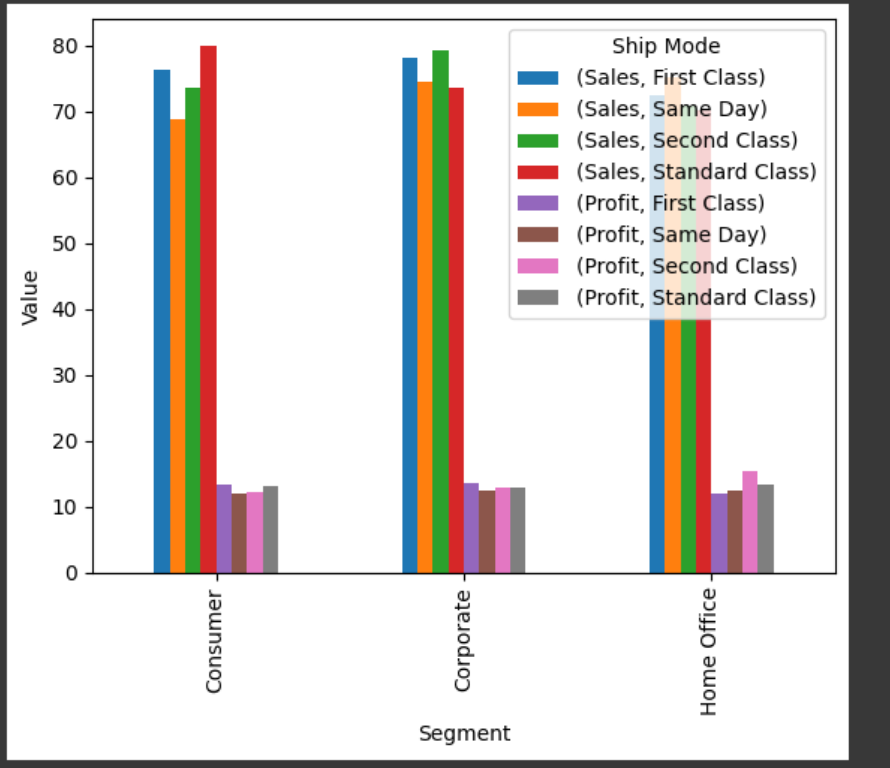 Ship Mode
(Sales, First Class)
(Sales, Same Day)
(Sales, Second Class)
(Sales, Standard Class)
(Profit, First Class)
(Profit, Same Day)
(Profit, Second Class)
(Profit, Standard Class)
80
70
60
50
40
30
20
10
0
Value
Consumer
Corporate
Home Office
Segment